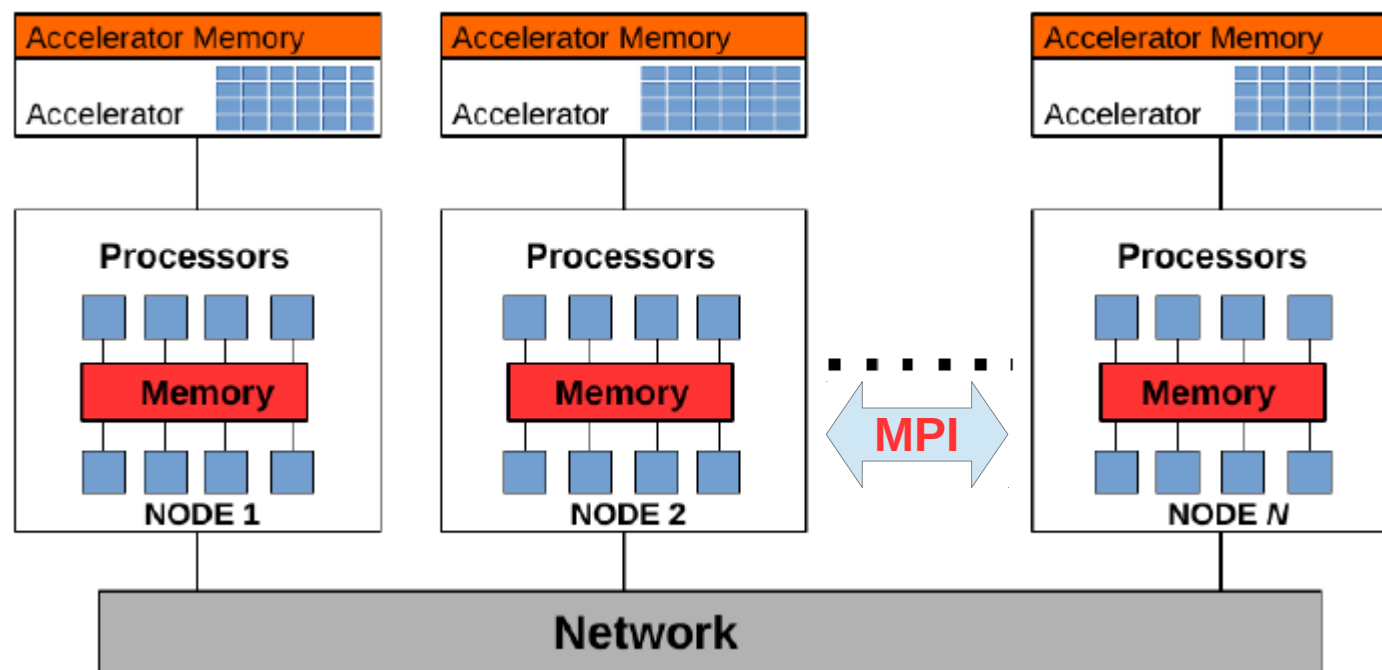 Accelerator Memory
Accelerator
Accelerator Memory
Accelerator
Accelerator Memory
Accelerator
Processors
Memory
NODE 1
Processors
Memory
NODE 2
MPI
Processors
Memory
NODE N
Network